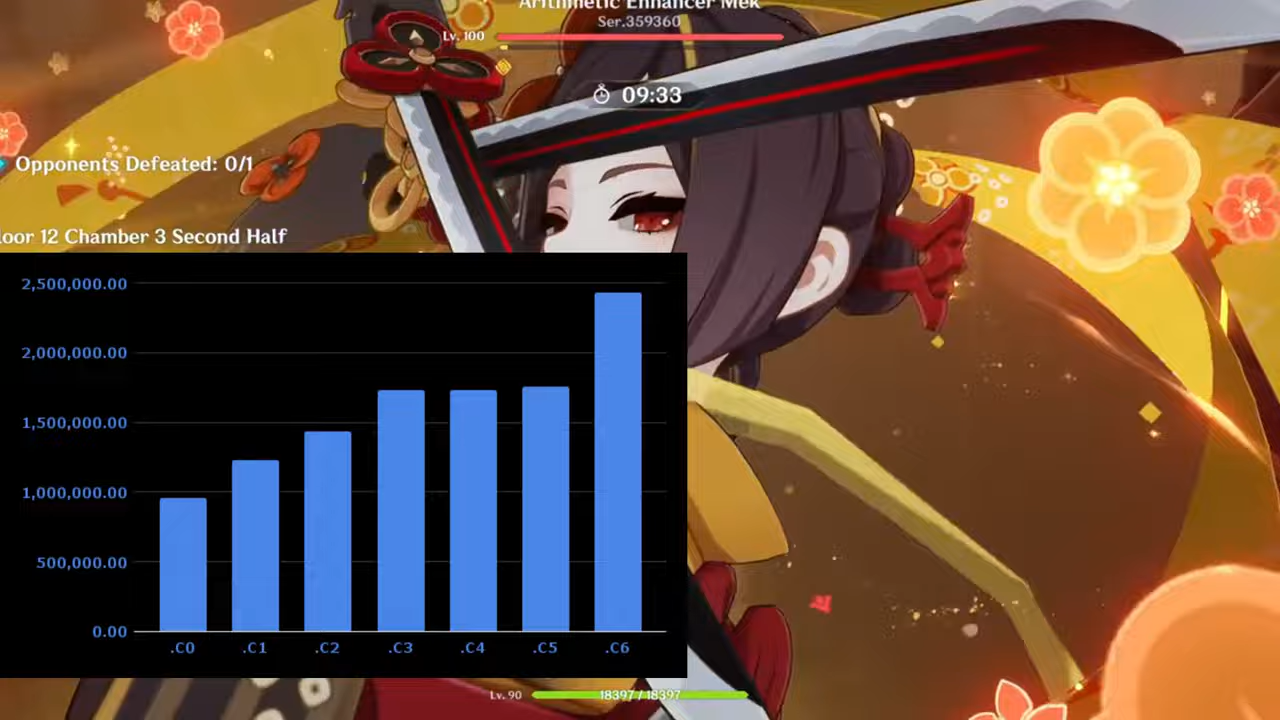 Arithmetic Enhancer Mek
Ser.359360
Lv. 100
09:33
Opponents Defeated: 0/1
loor 12 Chamber 3 Second Half
2,500,000.00
2,000,000.00
1,500,000.00
1,000,000.00
500,000.00
0.00
.C0 .C1 .C2 .C3 .C4 .C5 .C6
Lv. 90 18397 / 18397